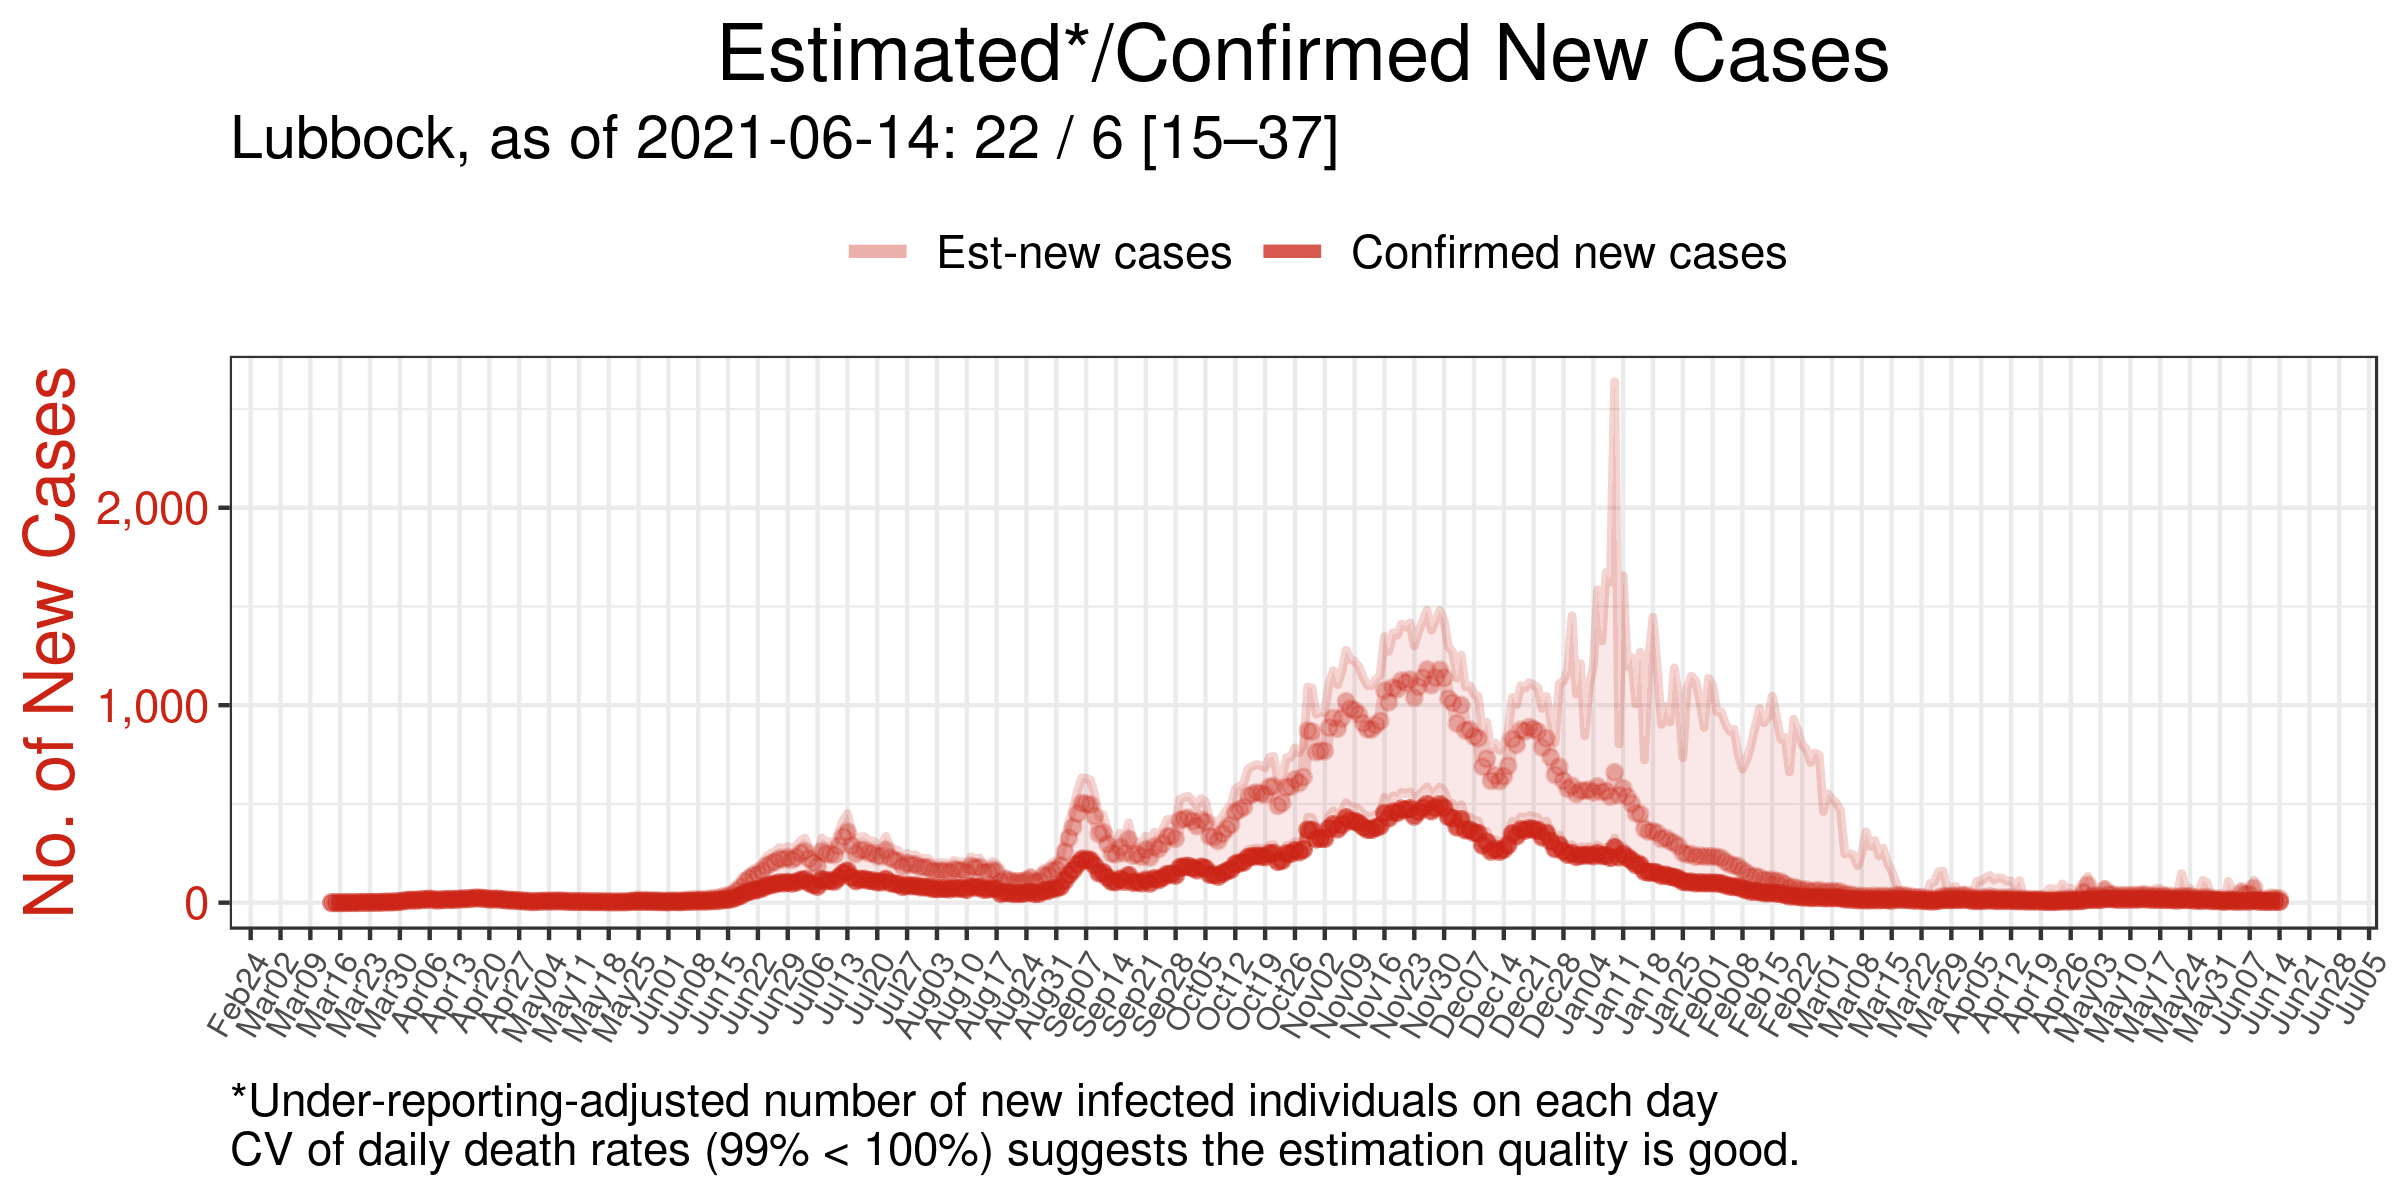 Estimated*/Confirmed New Cases
Lubbock, as of 2021-06-14: 22 / 6 [15–37]
Est-new cases
Confirmed new cases
No. of New Cases
2,000
1,000
0
Feb24
Mar02
Mar09
Mar16
Mar23
Mar30
Apr06
Apr13
Apr20
Apr27
May04
May11
May18
May25
Jun01
Jun08
Jun15
Jun22
Jun29
Jul06
Jul13
Jul20
Jul27
Aug03
Aug10
Aug17
Aug24
Aug31
Sep07
Sep14
Sep21
Sep28
Oct05
Oct12
Oct19
Oct26
Nov02
Nov09
Nov16
Nov23
Nov30
Dec07
Dec14
Dec21
Dec28
Jan04
Jan11
Jan18
Jan25
Feb01
Feb08
Feb15
Feb22
Mar01
Mar08
Mar15
Mar22
Mar29
Apr05
Apr12
Apr19
Apr26
May03
May10
May17
May24
May31
Jun07
Jun14
Jun21
Jun28
Jul05
*Under-reporting-adjusted number of new infected individuals on each day
CV of daily death rates (99% < 100%) suggests the estimation quality is good.